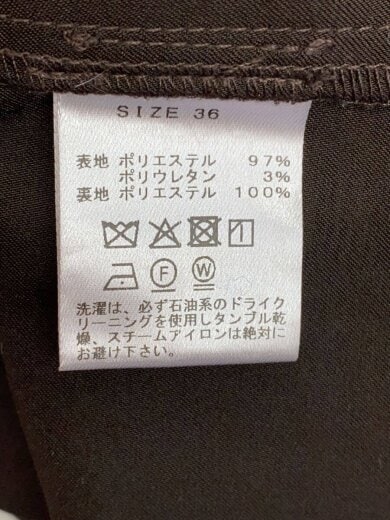 SIZE 36
表地 ポリエステル 97%
ポリウレタン 3%
裏地 ポリエステル 100%
F W
洗濯は、必ず石油系のドライク
リーニングを使用しタンブル乾
燥、スチームアイロンは絶対に
お避け下さい。